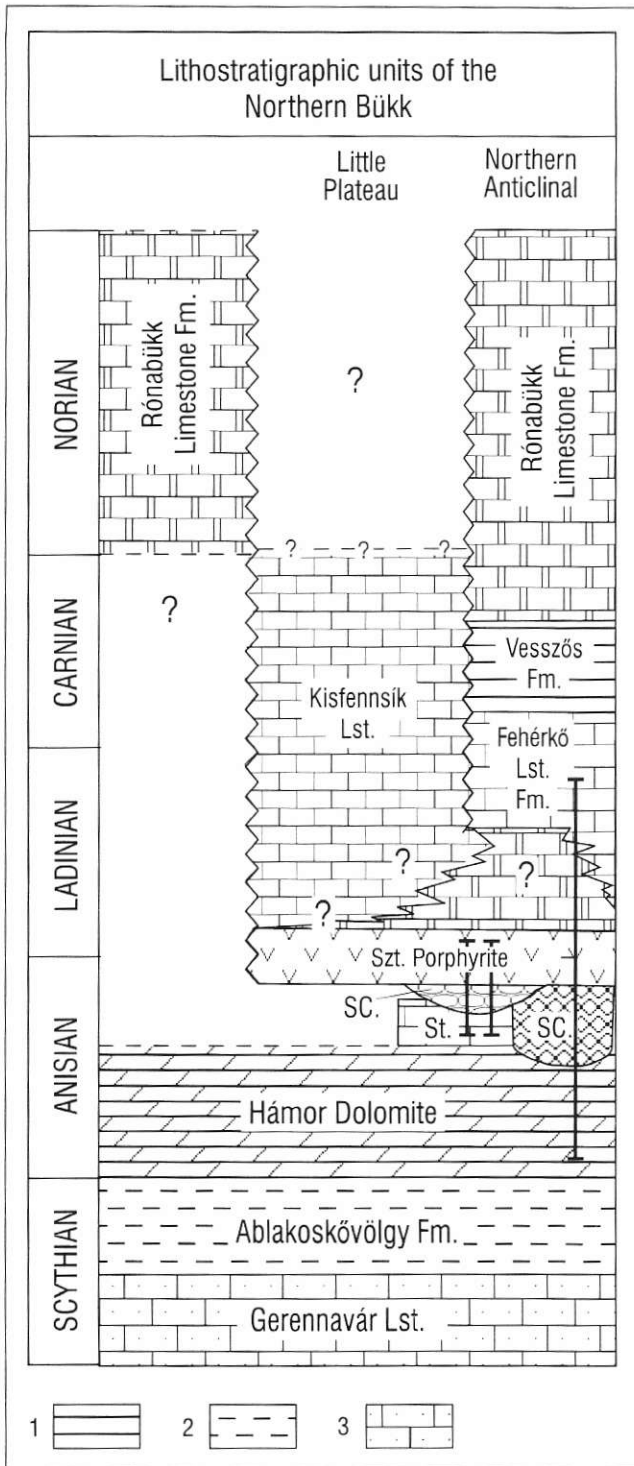 Lithostratigraphic units of the
Northern Bükk
Little
Plateau
Northern
Anticlinal
NORIAN
Rónabükk
Limestone Fm.
?
Rónabükk
Limestone Fm.
? ? ?
CARNIAN
?
Kisfennsík
Lst.
Vesszős
Fm.
Fehérkő
Lst.
Fm.
LADINIAN
?
?
?
Szt. Porphyrite
ANISIAN
SC.
St.
SC.
Hámor Dolomite
SCYTHIAN
Ablakoskővölgy Fm.
Gerennavár Lst.
1
2
3